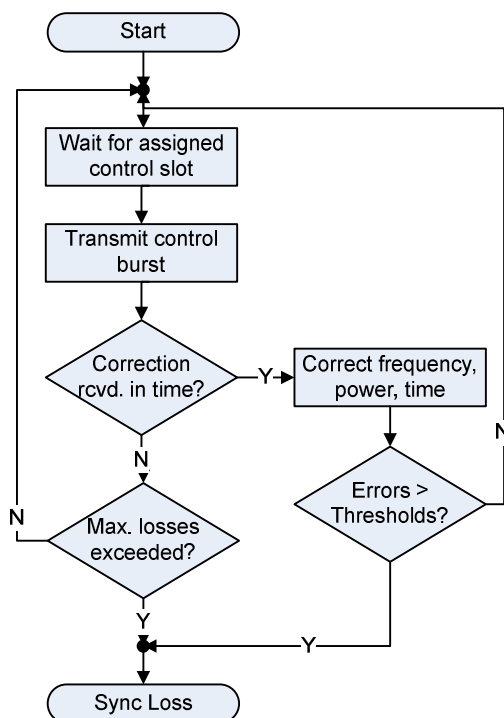 Start
Wait for assigned
control slot
Transmit control
burst
Correction
rcvd. in time?
Y
Correct frequency,
power, time
N
N
Errors >
Thresholds?
N
Max. losses
exceeded?
Y
Y
Sync Loss